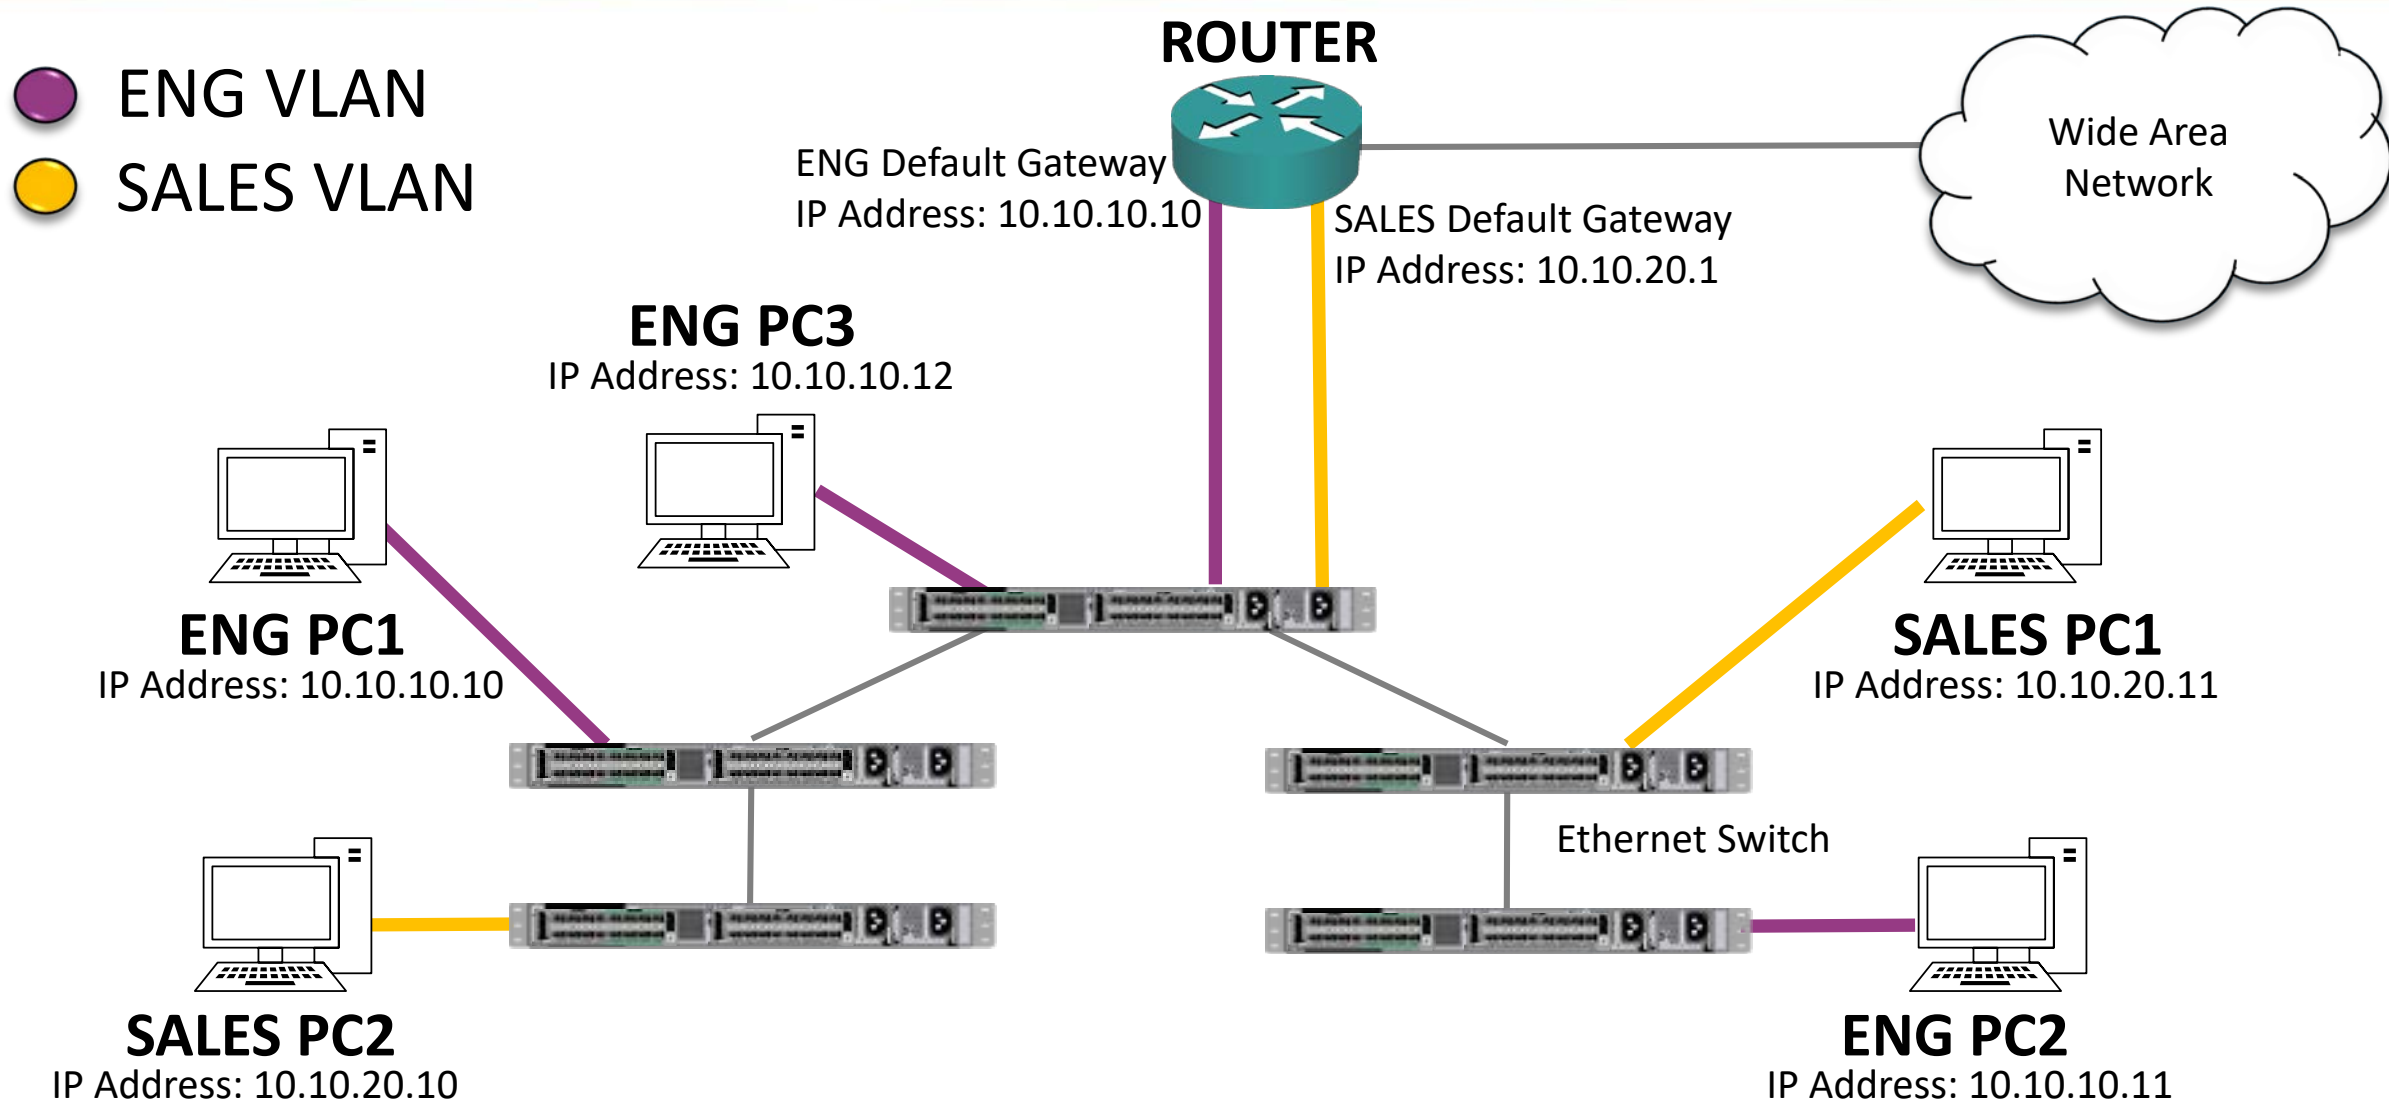 ROUTER
ENG VLAN
SALES VLAN
Wide Area
Network
ENG Default Gateway
IP Address: 10.10.10.10
SALES Default Gateway
IP Address: 10.10.20.1
ENG PC3
IP Address: 10.10.10.12
ENG PC1
IP Address: 10.10.10.10
SALES PC1
IP Address: 10.10.20.11
Ethernet Switch
SALES PC2
IP Address: 10.10.20.10
ENG PC2
IP Address: 10.10.10.11